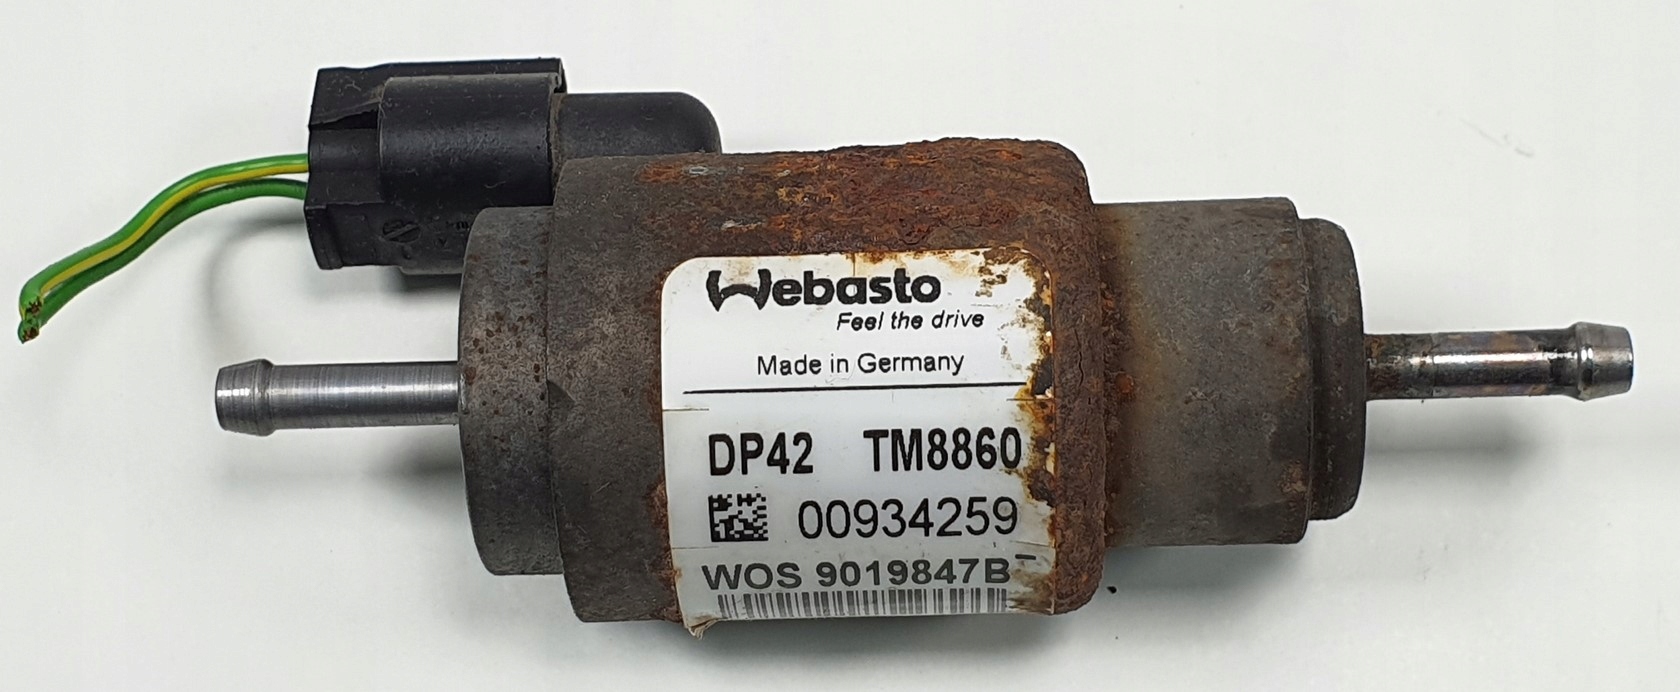 Webasto
Feel the drive
Made in Germany
DP42 TM8860
00934259
WOS 9019847B